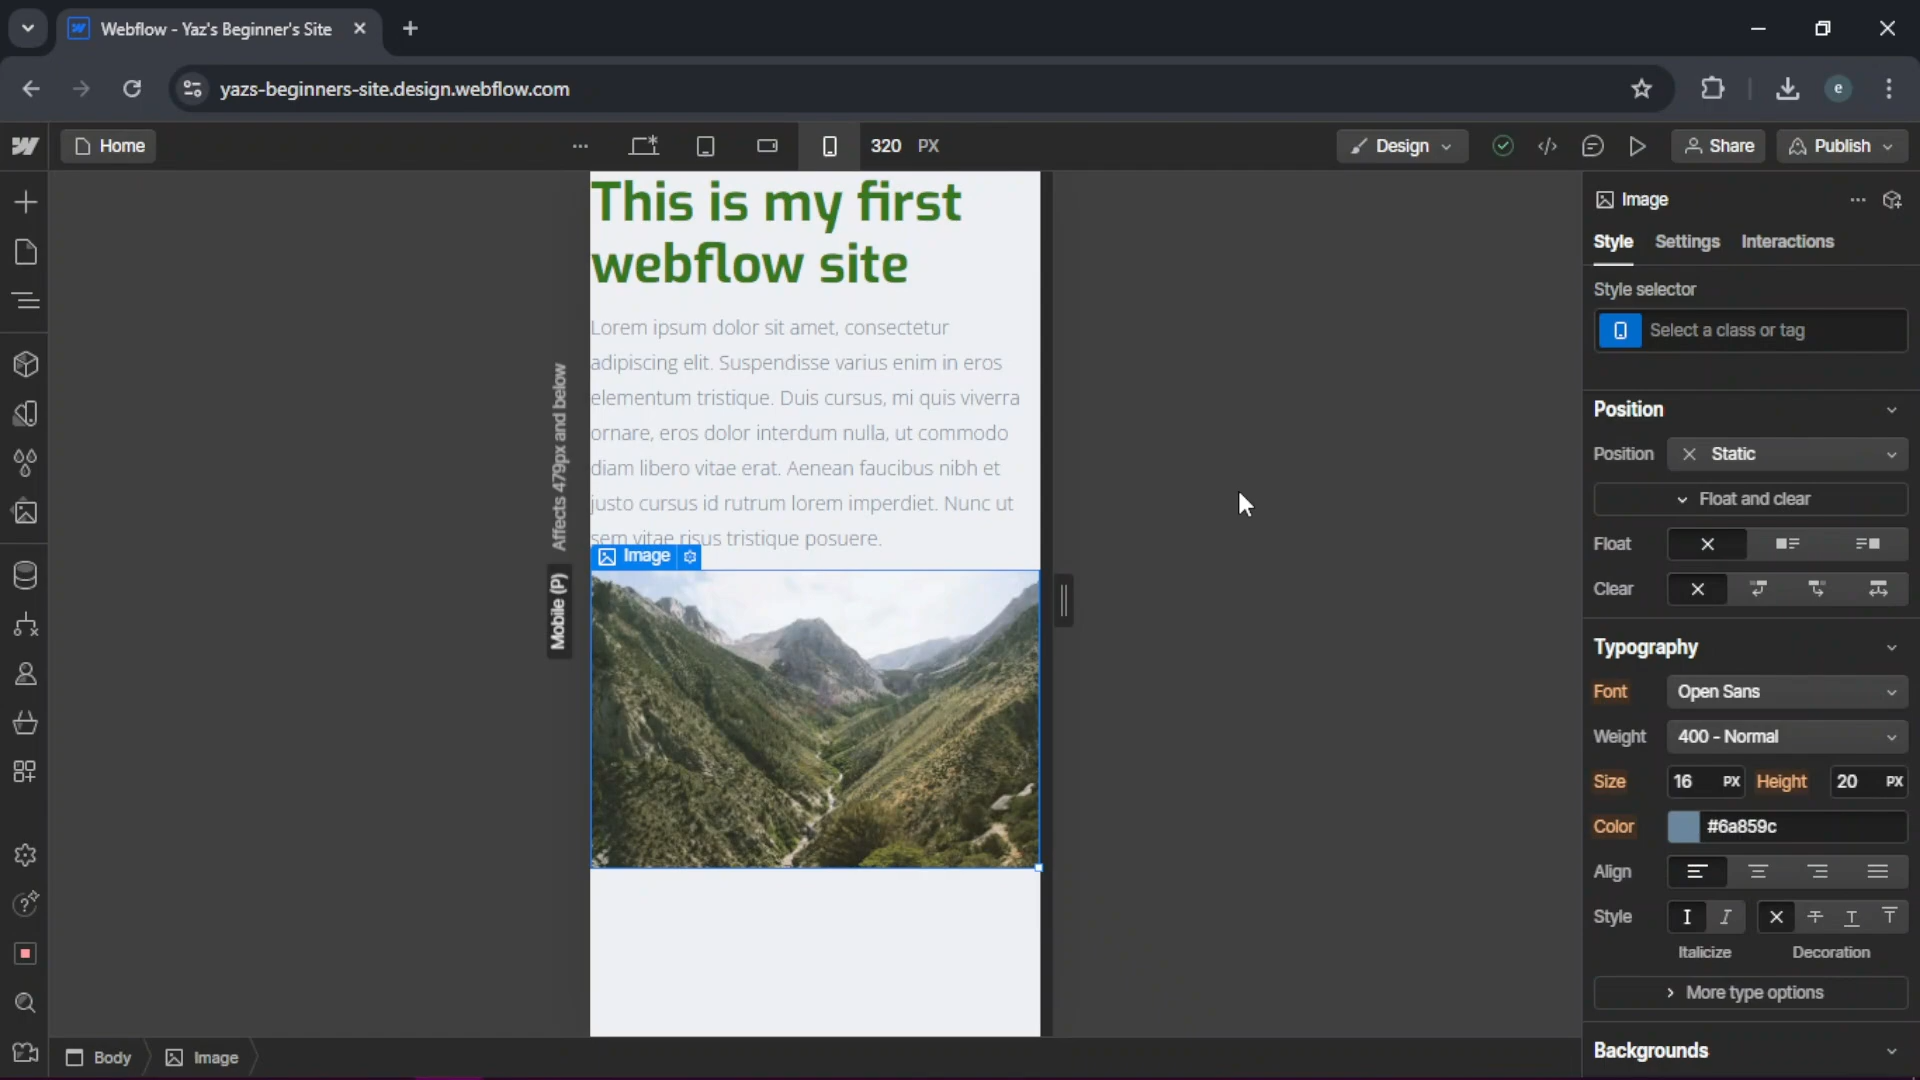 Webflow - Yaz's Beginner's Site
yazs-beginners-site.design.webflow.com
e
Home
320 PX
Design
Share
Publish
This is my first
webflow site
Lorem ipsum dolor sit amet, consectetur
adipiscing elit. Suspendisse varius enim in eros
elementum tristique. Duis cursus, mi quis viverra
ornare, eros dolor interdum nulla, ut commodo
diam libero vitae erat. Aenean faucibus nibh et
justo cursus id rutrum lorem imperdiet. Nunc ut
sem vitae risus tristique posuere.
Image
Affects 479px and below
Mobile (P)
Image
Style Settings Interactions
Style selector
Select a class or tag
Position
Position Static
Float and clear
Float
Clear
Typography
Font Open Sans
Weight 400 - Normal
Size 16 PX Height 20 PX
Color #6a859c
Align
Style
Italicize Decoration
More type options
Backgrounds
Body Image